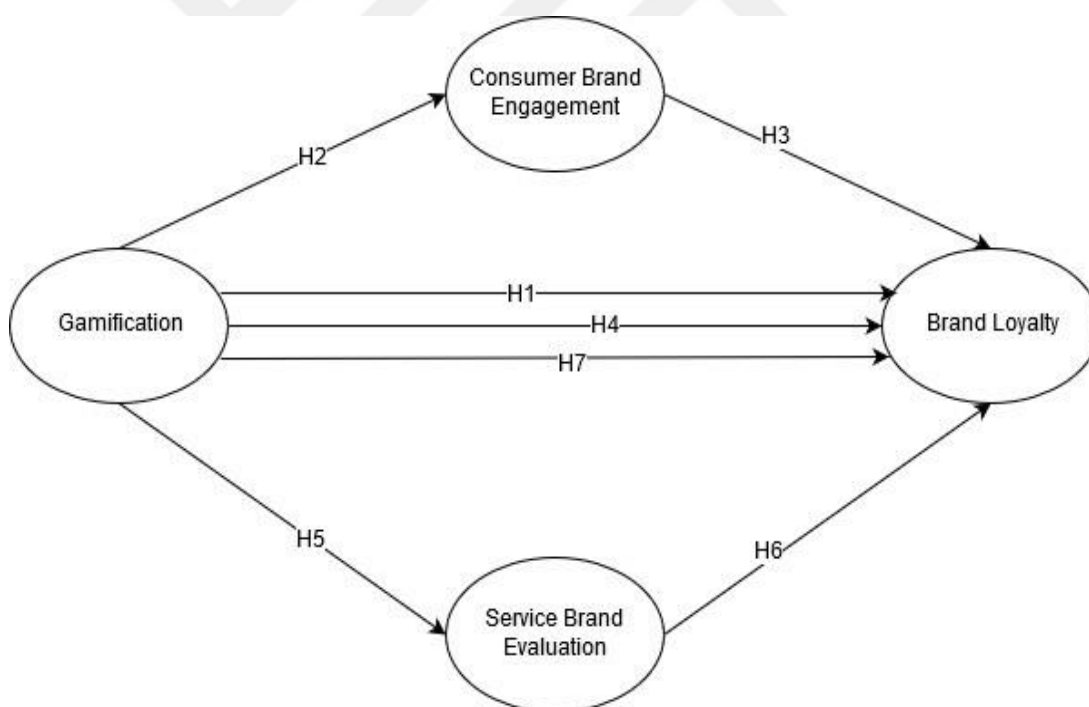 Consumer Brand
Engagement
H2
H3
H1
Gamification
H4
Brand Loyalty
H7
H5
H6
Service Brand
Evaluation